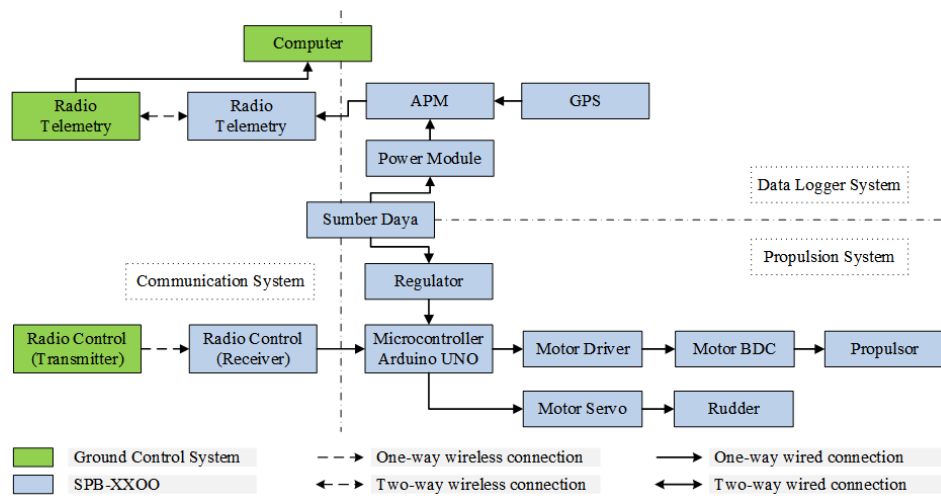 Computer
Radio
Telemetry
Radio
Telemetry
APM
GPS
Power Module
Data Logger System
Sumber Daya
Propulsion System
Communication System
Regulator
Radio Control
(Transmitter)
Radio Control
(Receiver)
Microcontroller
Arduino UNO
Motor Driver
Motor BDC
Propulsor
Motor Servo
Rudder
Ground Control System
One-way wireless connection
One-way wired connection
SPB-XXOO
Two-way wireless connection
Two-way wired connection